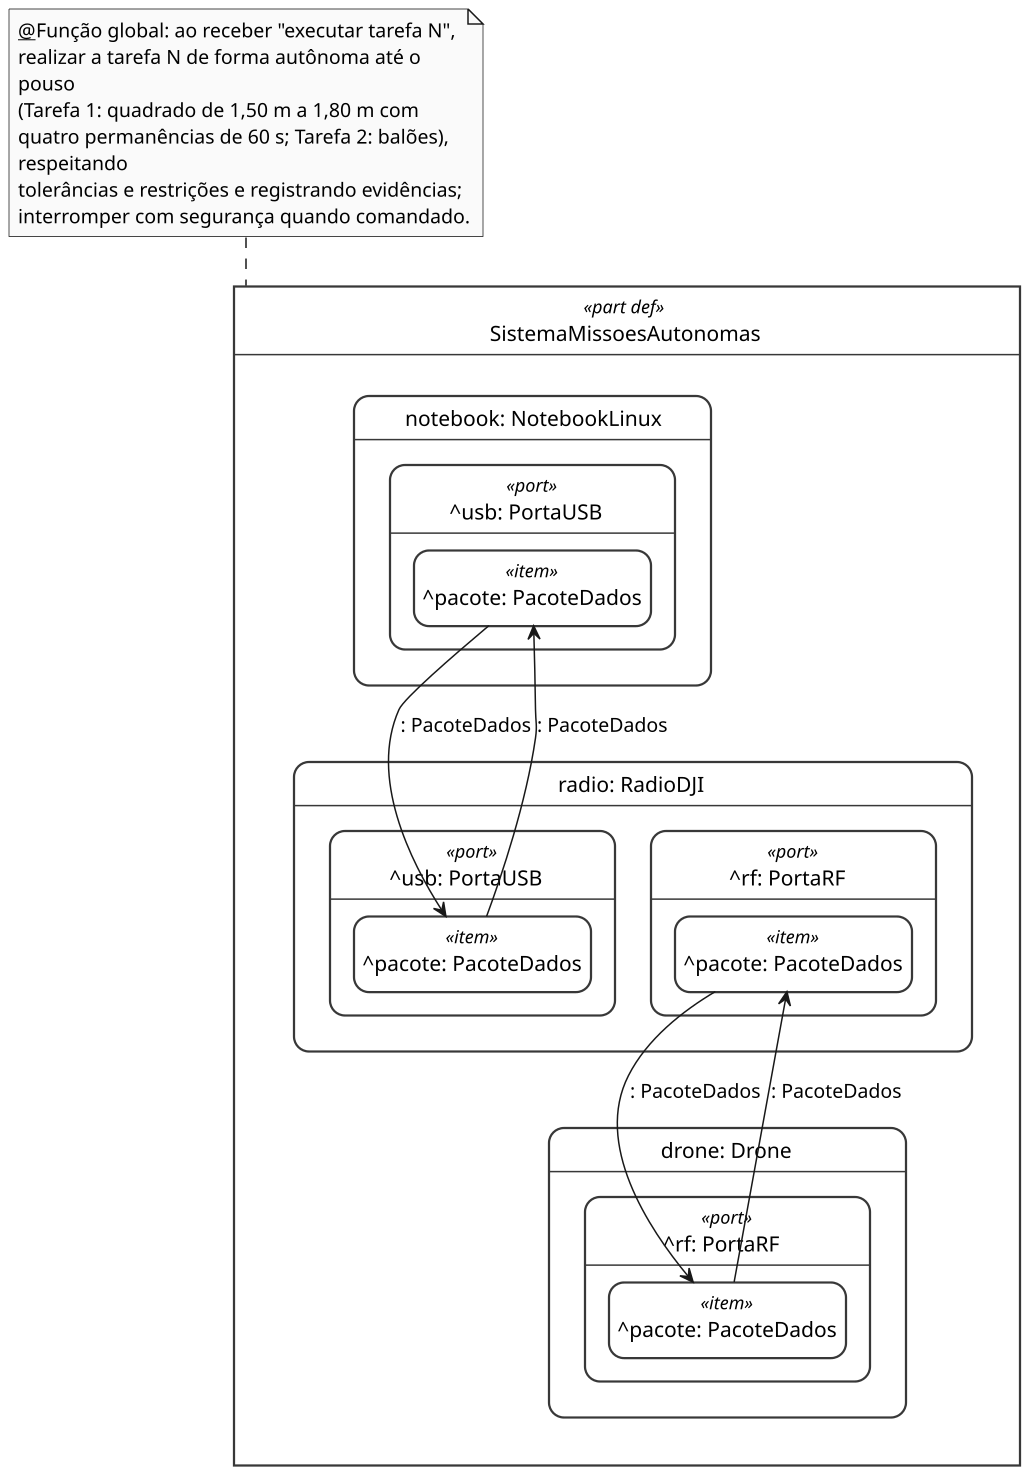 @Função global: ao receber "executar tarefa N",
realizar a tarefa N de forma autônoma até o
pouso
(Tarefa 1: quadrado de 1,50 m a 1,80 m com
quatro permanências de 60 s; Tarefa 2: balões),
respeitando
tolerâncias e restrições e registrando evidências;
interromper com segurança quando comandado.
«part def»
SistemaMissoesAutonomas
notebook: NotebookLinux
«port»
^usb: PortaUSB
«item»
^pacote: PacoteDados
: PacoteDados
: PacoteDados
radio: RadioDJI
«port»
^usb: PortaUSB
«item»
^pacote: PacoteDados
«port»
^rf: PortaRF
«item»
^pacote: PacoteDados
: PacoteDados
: PacoteDados
drone: Drone
«port»
^rf: PortaRF
«item»
^pacote: PacoteDados